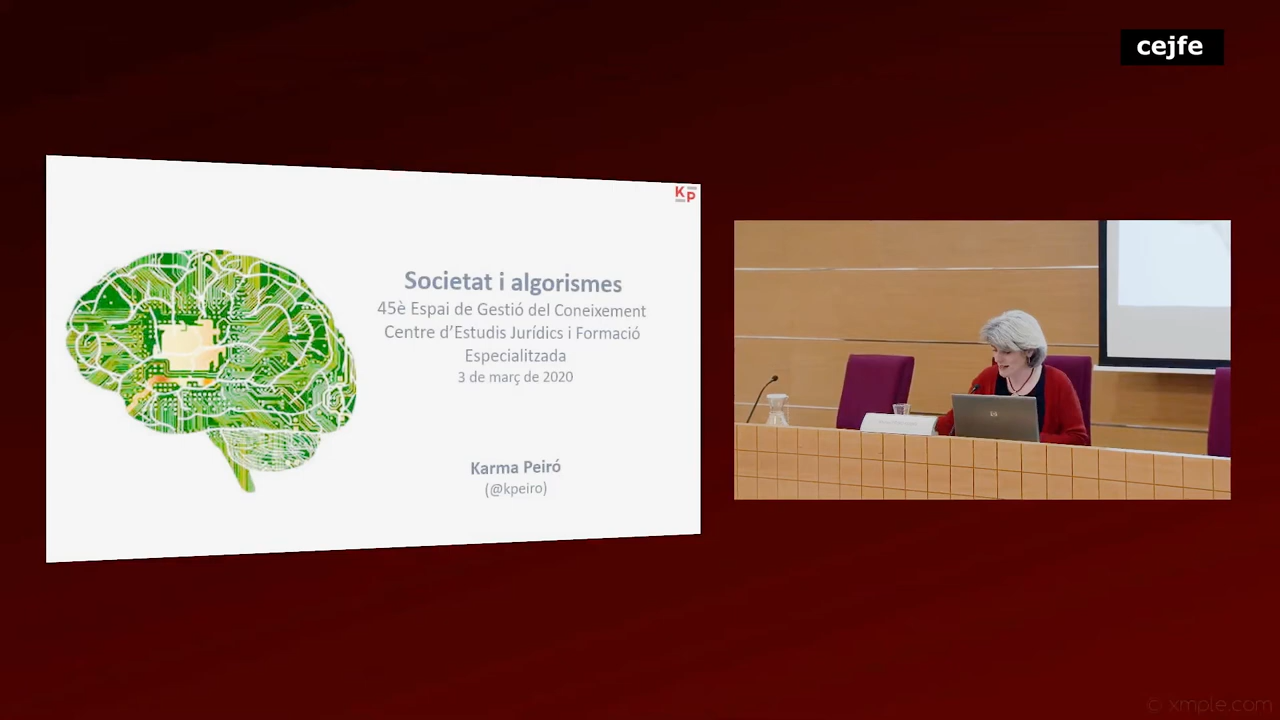 cejfe
KP
Societat i algorismes
45è Espai de Gestió del Coneixement
Centre d'Estudis Jurídics i Formació
Especialitzada
3 de març de 2020
Karma Peiró
(@kpeiro)
hp
© xmple.com